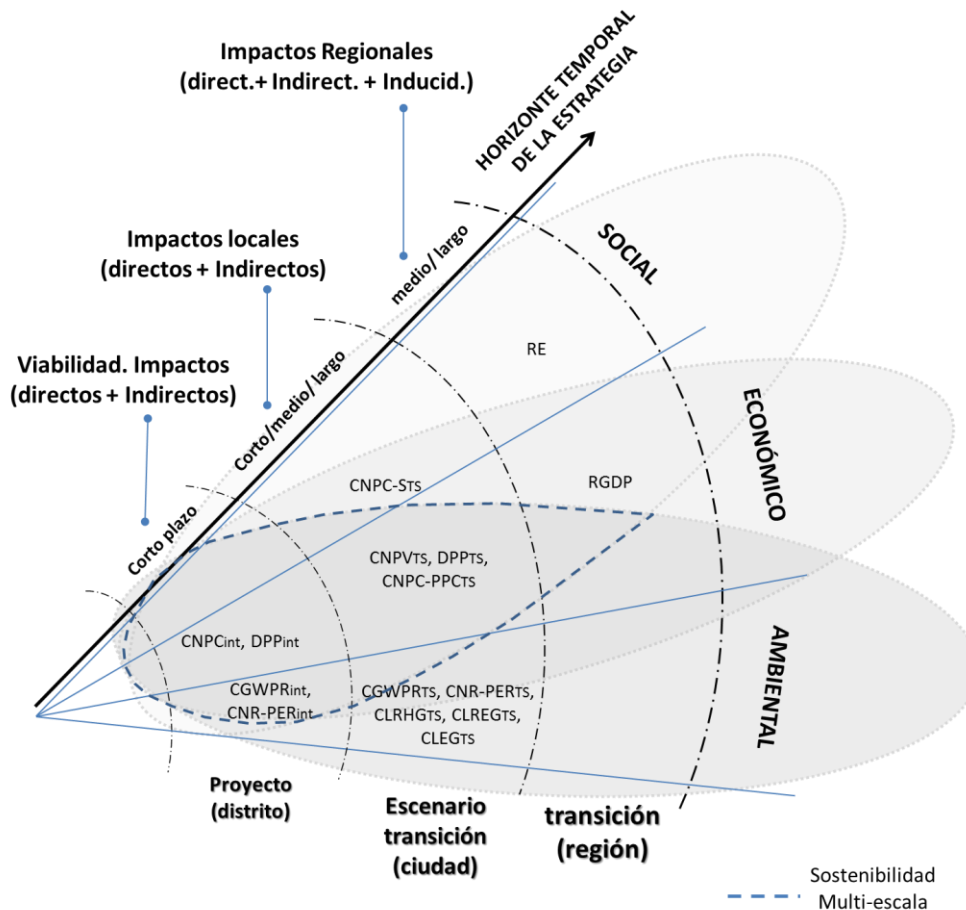 Impactos Regionales
(direct.+ Indirect. + Inducid.)
HORIZONTE TEMPORAL
DE LA ESTRATEGIA
Impactos locales
(directos + Indirectos)
Viabilidad. Impactos
(directos + Indirectos)
medio/ largo
Corto/medio/ largo
Corto plazo
SOCIAL
ECONÓMICO
AMBIENTAL
RE
CNPC-STS
RGDP
CNPVTS, DPPTS,
CNPC-PPCTS
CNPCint, DPPint
CGWPRint,
CNR-PERint
CGWPRTS, CNR-PERTS,
CLRHGTS, CLREGTS,
CLEGTS
Proyecto
(distrito)
Escenario
transición
(ciudad)
transición
(región)
Sostenibilidad
Multi-escala